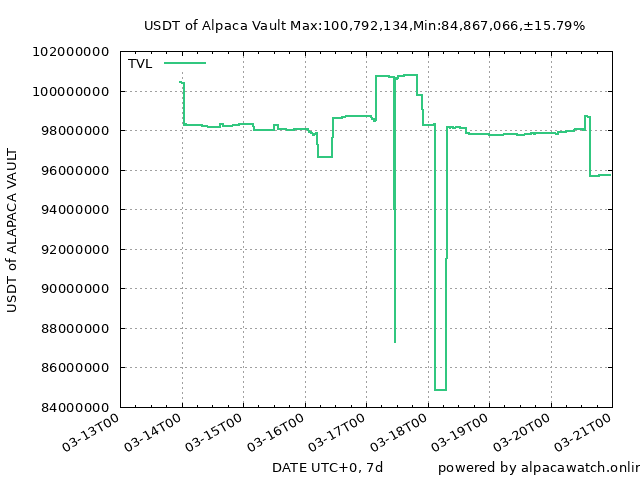 USDT of Alpaca Vault Max:100,792,134,Min:84,867,066,±15.79%
TVL
102000000
100000000
98000000
96000000
94000000
92000000
90000000
88000000
86000000
84000000
USDT of ALAPACA VAULT
03-13T00
03-14T00
03-15T00
03-16T00
03-17T00
03-18T00
03-19T00
03-20T00
03-21T00
DATE UTC+0, 7d
powered by alpacawatch.onlin